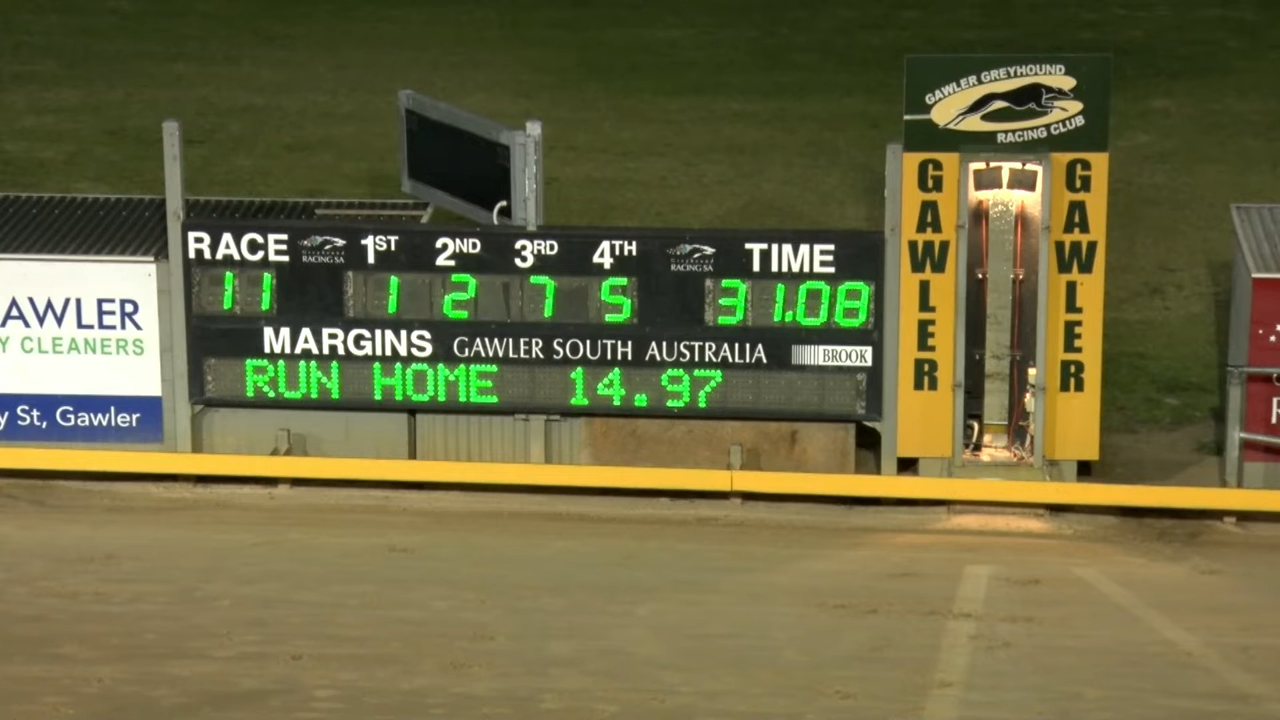 GAWLER GREYHOUND
RACING CLUB
RACE 1ST 2ND 3RD 4TH TIME
RACING SA
RACING SA
11 1 2 7 5 31.08
MARGINS GAWLER SOUTH AUSTRALIA BROOK
RUN HOME 14.97
GAWLER
GAWLER
AWLER
Y CLEANERS
y St, Gawler